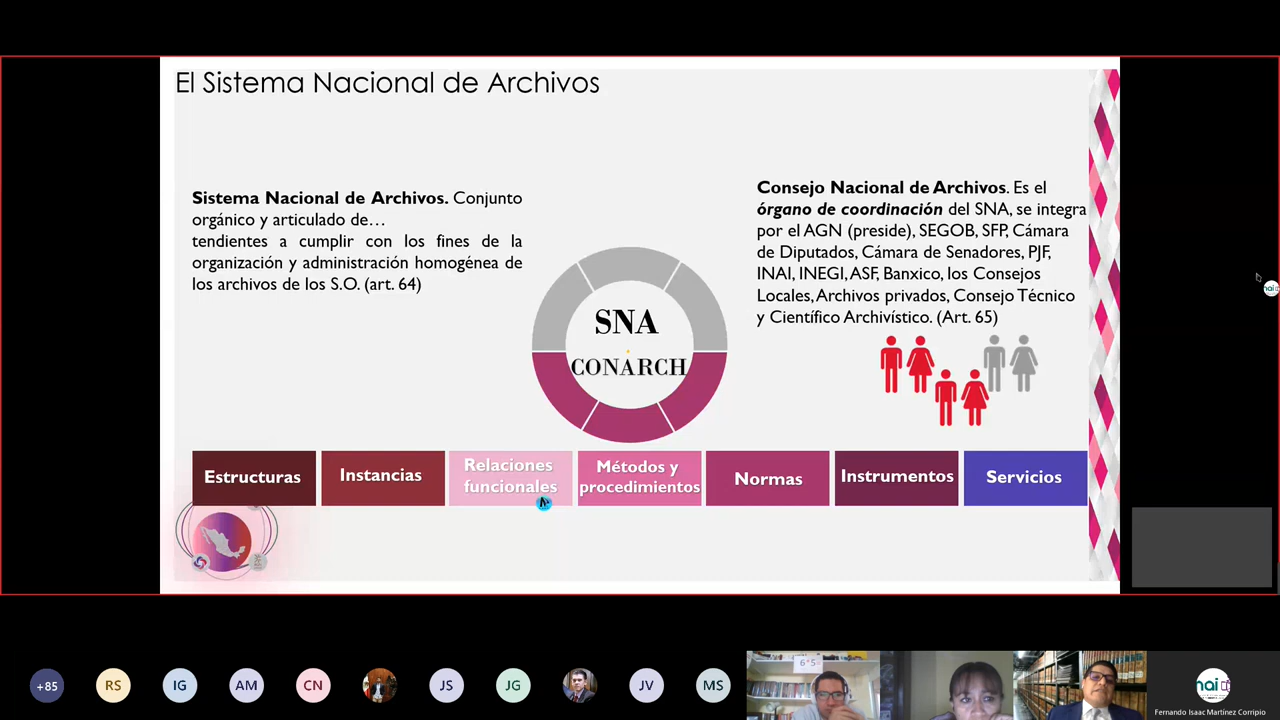 El Sistema Nacional de Archivos
Sistema Nacional de Archivos. Conjunto
orgánico y articulado de…
tendientes a cumplir con los fines de la
organización y administración homogénea de
los archivos de los S.O. (art. 64)
Consejo Nacional de Archivos. Es el
órgano de coordinación del SNA, se integra
por el AGN (preside), SEGOB, SFP, Cámara
de Diputados, Cámara de Senadores, PJF,
INAI, INEGI, ASF, Banxico, los Consejos
Locales, Archivos privados, Consejo Técnico
y Científico Archivístico. (Art. 65)
SNA
CONARCH
Estructuras
Instancias
Relaciones
funcionales
Métodos y
procedimientos
Normas
Instrumentos
Servicios
+85
RS
IG
AM
CN
JS
JG
JV
MS
nai
Fernando Isaac Martínez Corripio